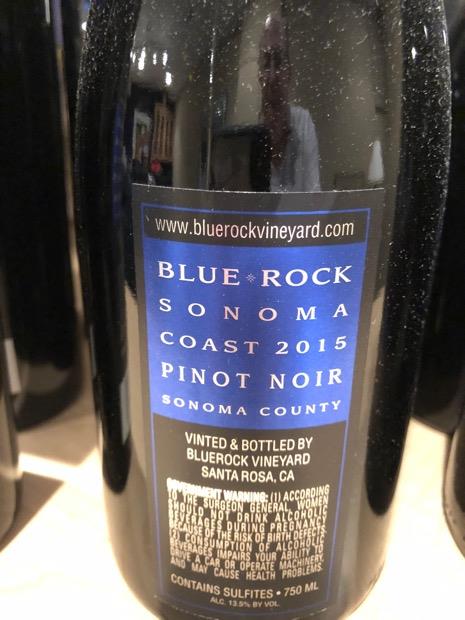 www.bluerockvineyard.com
BLUE ROCK
SONOMA
COAST 2015
PINOT NOIR
SONOMA COUNTY
VINTED & BOTTLED BY
BLUEROCK VINEYARD
SANTA ROSA, CA
GOVERNMENT WARNING: (1) ACCORDING
TO THE SURGEON GENERAL, WOMEN
SHOULD NOT DRINK ALCOHOLIC
BEVERAGES DURING PREGNANCY
BECAUSE OF THE RISK OF BIRTH DEFECTS.
(2) CONSUMPTION OF ALCOHOLIC
BEVERAGES IMPAIRS YOUR ABILITY TO
DRIVE A CAR OR OPERATE MACHINERY,
AND MAY CAUSE HEALTH PROBLEMS.
CONTAINS SULFITES • 750 ML
ALC. 13.5% BY VOL.